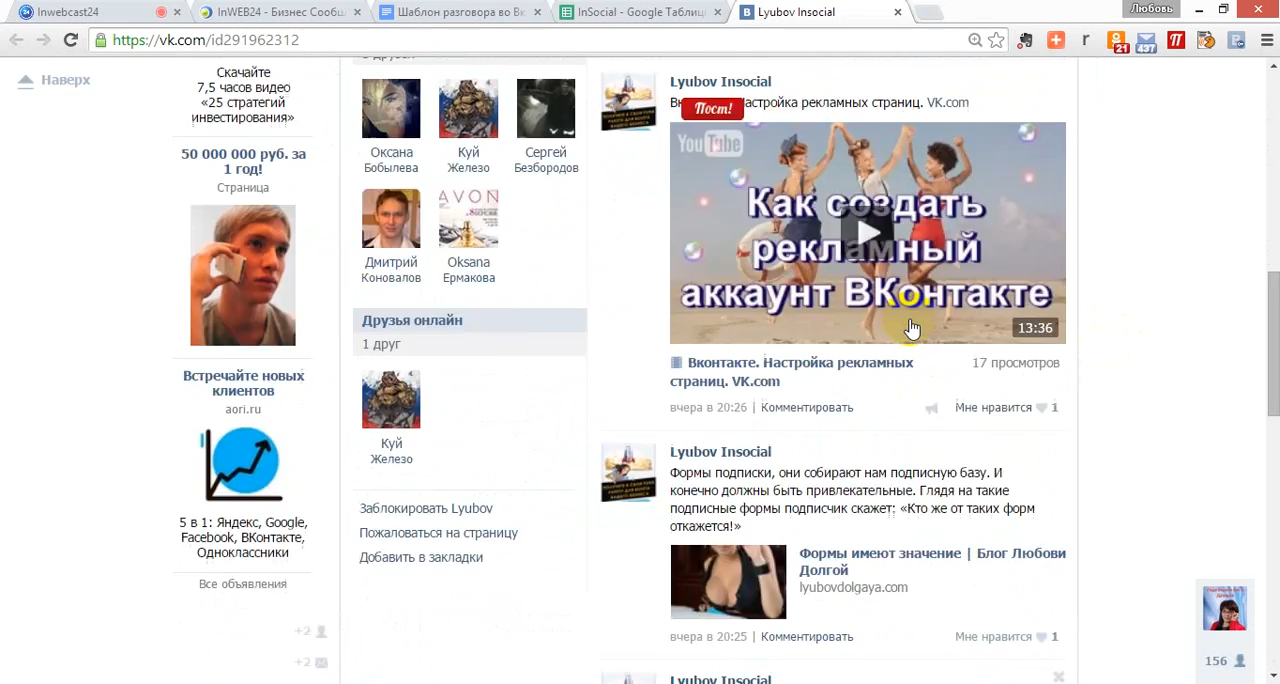 Inwebcast24
InWEB24 - Бизнес Сообщ
Шаблон разговора во Вк
InSocial - Google Таблиц
Lyubov Insocial
Любовь
https://vk.com/id291962312
21
437
Наверх
Скачайте
7,5 часов видео
«25 стратегий
инвестирования»
50 000 000 руб. за
1 год!
Страница
Встречайте новых
клиентов
aori.ru
5 в 1: Яндекс, Google,
Facebook, ВКонтакте,
Одноклассники
Все объявления
+2
+2
Оксана
Бобылева
Куй
Железо
Сергей
Безбородов
AVON
Дмитрий
Коновалов
Oksana
Ермакова
Друзья онлайн
1 друг
Куй
Железо
Заблокировать Lyubov
Пожаловаться на страницу
Добавить в закладки
Lyubov Insocial
Пост!
настройка рекламных страниц. VK.com
YouTube
Как создать
рекламный
аккаунт ВКонтакте
13:36
Вконтакте. Настройка рекламных
страниц. VK.com
17 просмотров
вчера в 20:26 | Комментировать
Мне нравится 1
Lyubov Insocial
Формы подписки, они собирают нам подписную базу. И
конечно должны быть привлекательные. Глядя на такие
подписные формы подписчик скажет: «Кто же от таких форм
откажется!»
Формы имеют значение | Блог Любови
Долгой
lyubovdolgaya.com
вчера в 20:25 | Комментировать
Мне нравится 1
Lyubov Insocial
156